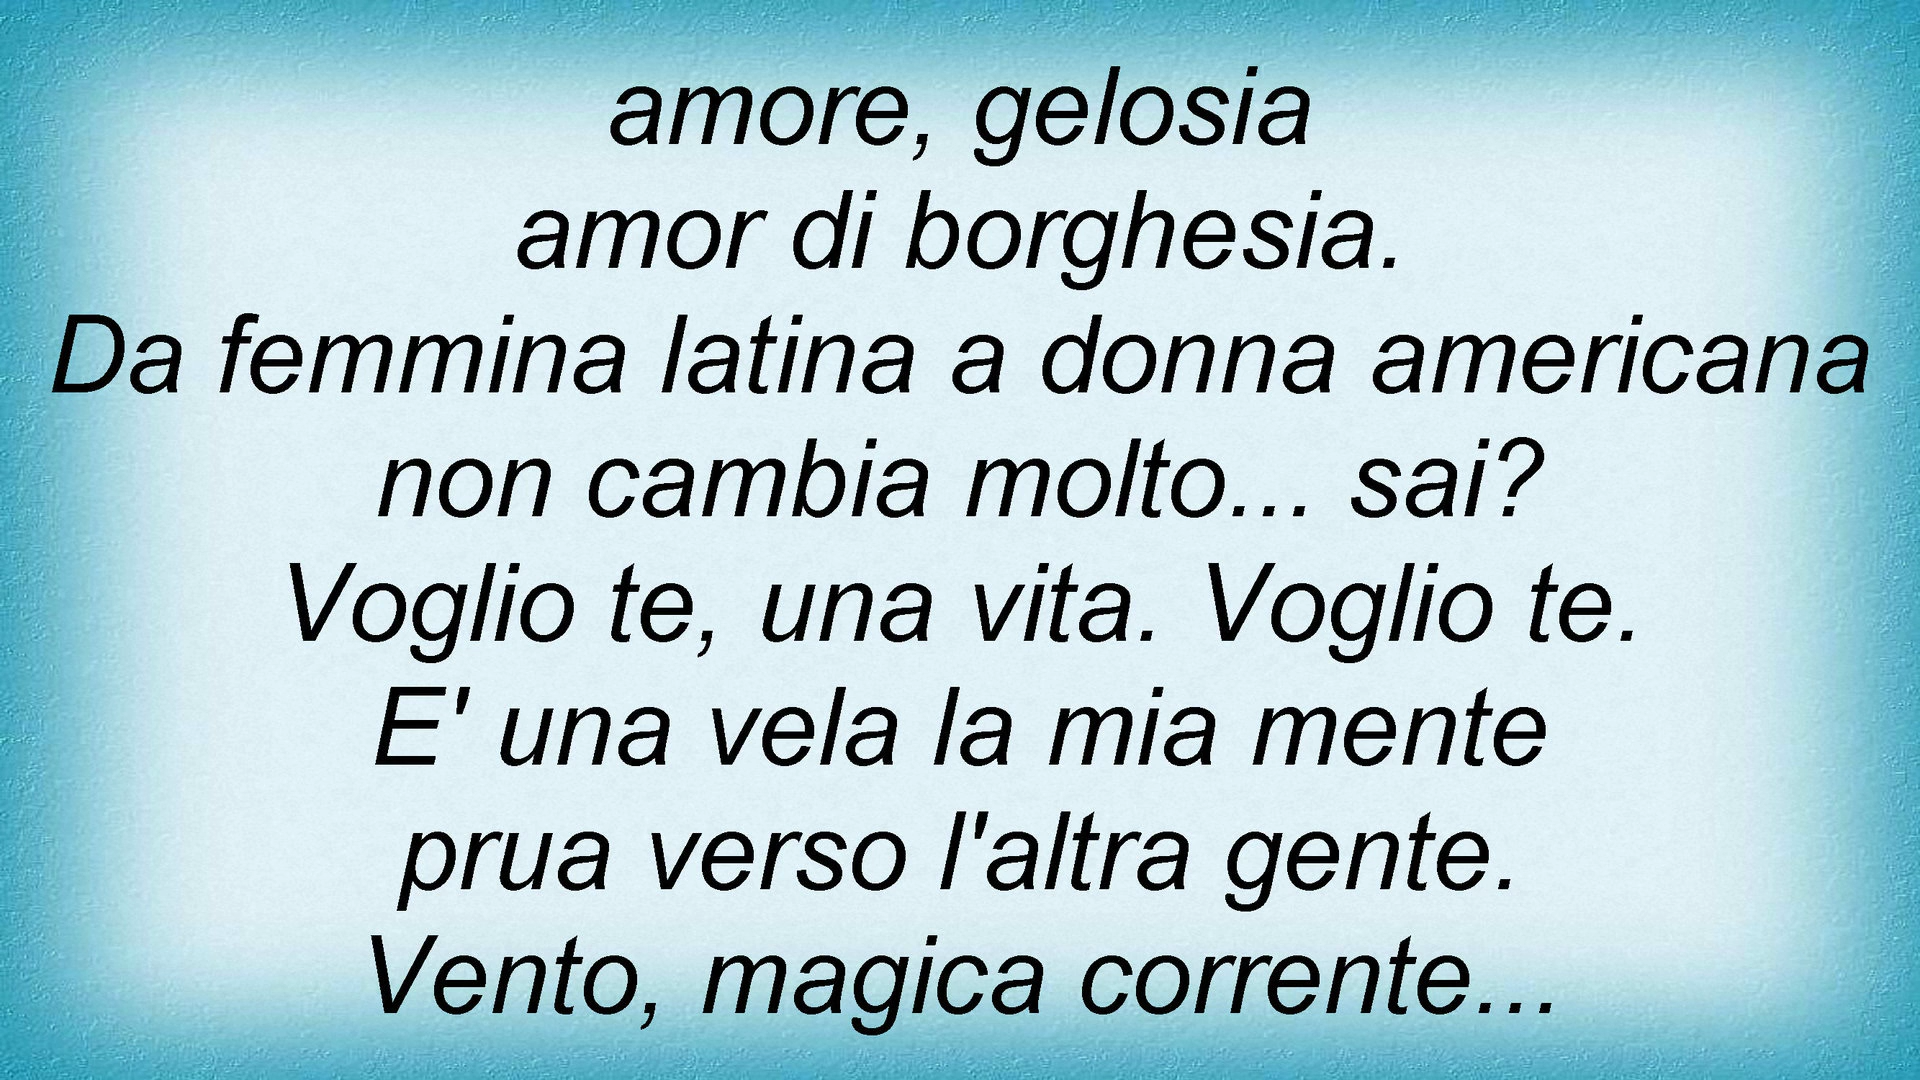 amore, gelosia
amor di borghesia.
Da femmina latina a donna americana
non cambia molto... sai?
Voglio te, una vita. Voglio te.
E' una vela la mia mente
prua verso l'altra gente.
Vento, magica corrente...